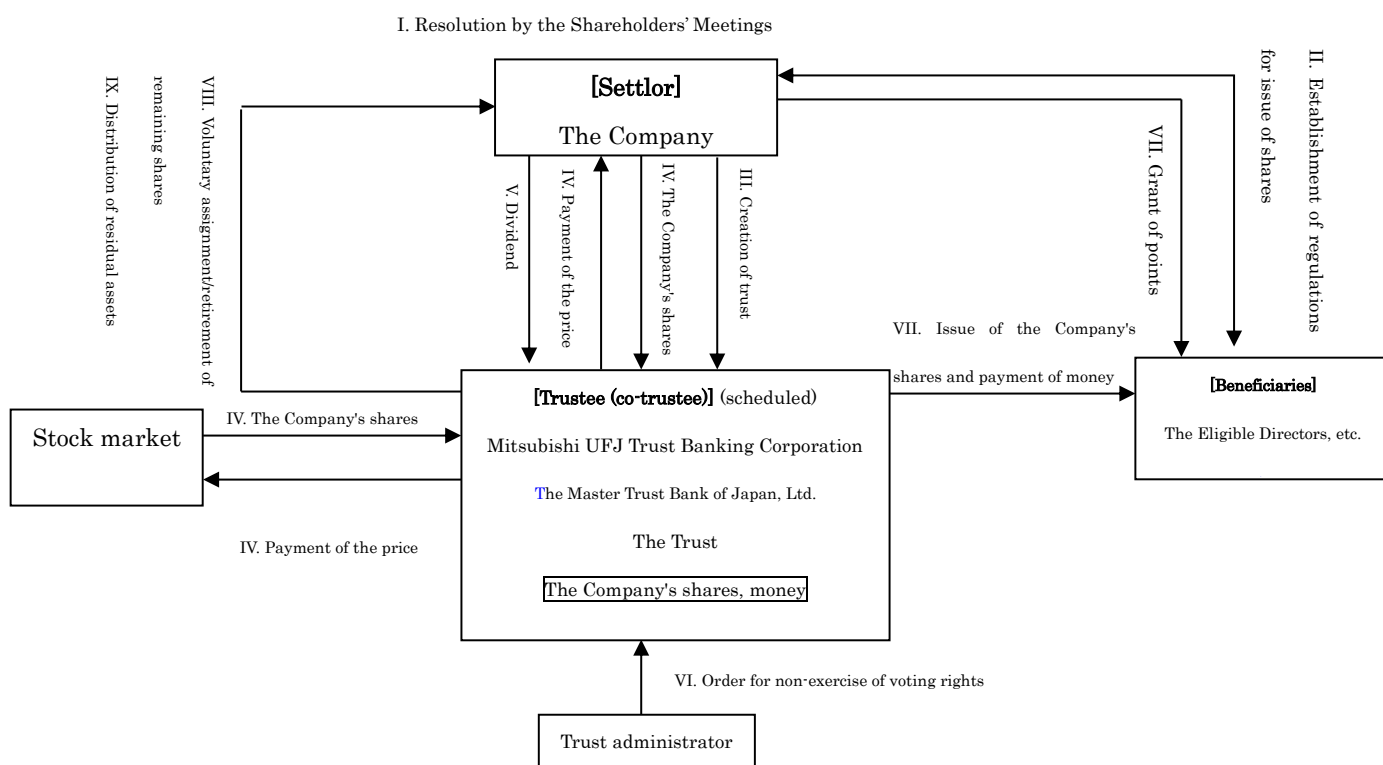 I. Resolution by the Shareholders' Meetings
[Settlor]
The Company
II. Establishment of regulations
for issue of shares
VII. Grant of points
III. Creation of trust
IV. The Company's shares
IV. Payment of the price
V. Dividend
VIII. Voluntary assignment/retirement of
remaining shares
IX. Distribution of residual assets
VII. Issue of the Company's
shares and payment of money
[Beneficiaries]
The Eligible Directors, etc.
[Trustee (co-trustee)] (scheduled)
Mitsubishi UFJ Trust Banking Corporation
The Master Trust Bank of Japan, Ltd.
The Trust
The Company's shares, money
Stock market
IV. The Company's shares
IV. Payment of the price
VI. Order for non-exercise of voting rights
Trust administrator